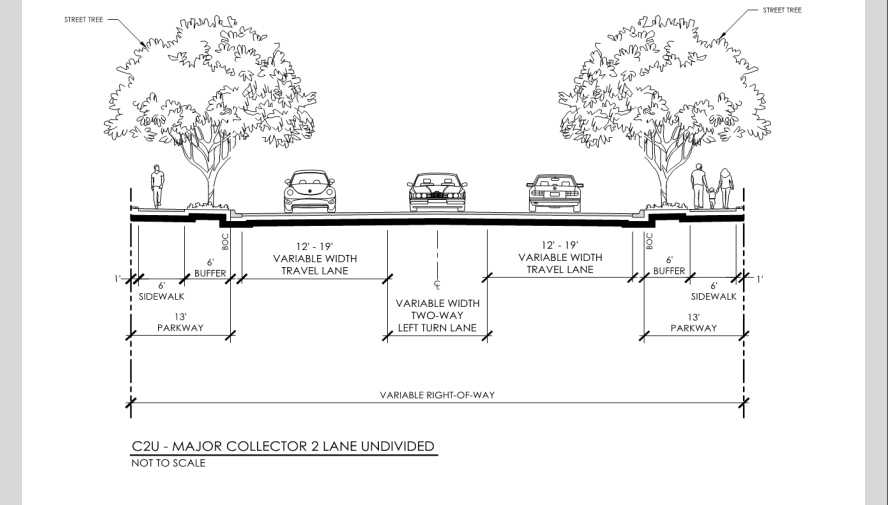 STREET TREE
STREET TREE
BOC
BOC
12' - 19'
VARIABLE WIDTH
TRAVEL LANE
12' - 19'
VARIABLE WIDTH
TRAVEL LANE
6'
BUFFER
6'
BUFFER
1'
6'
SIDEWALK
℄
6'
SIDEWALK
1'
VARIABLE WIDTH
TWO-WAY
LEFT TURN LANE
13'
PARKWAY
13'
PARKWAY
VARIABLE RIGHT-OF-WAY
C2U - MAJOR COLLECTOR 2 LANE UNDIVIDED
NOT TO SCALE